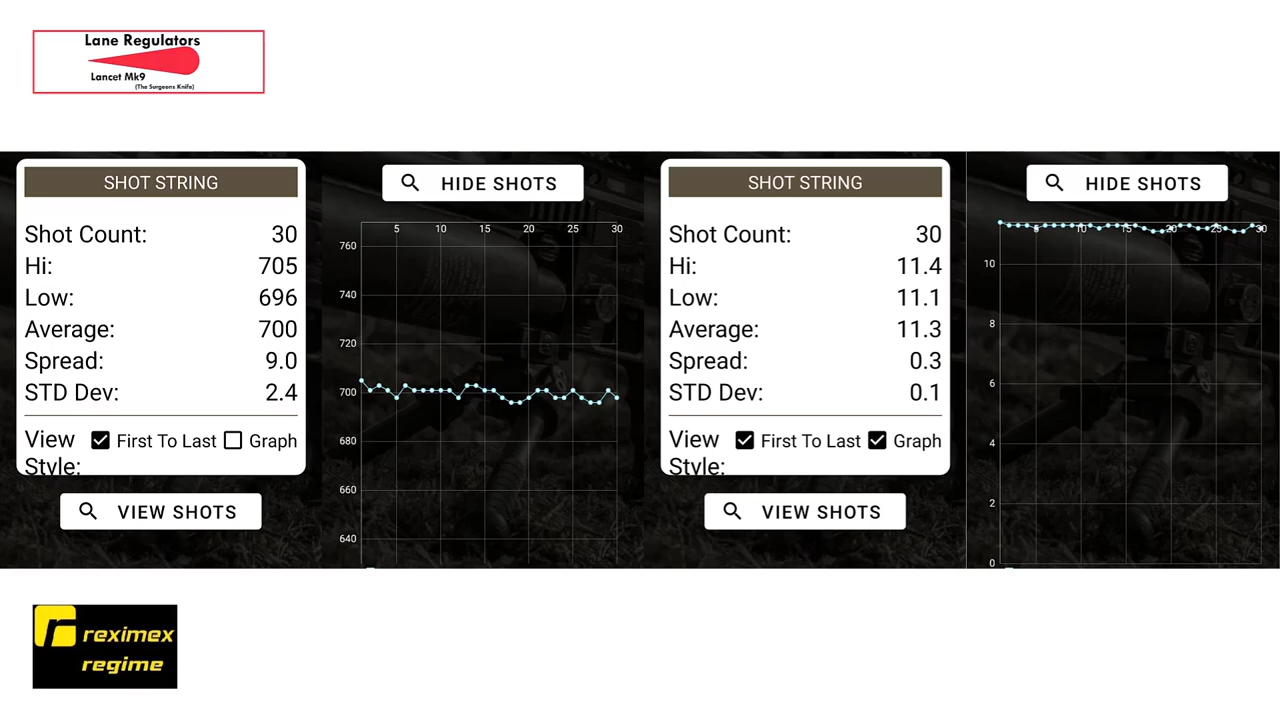 Lane Regulators
Lancet Mk9
(The Surgeons Knife)
SHOT STRING
Shot Count: 30
Hi: 705
Low: 696
Average: 700
Spread: 9.0
STD Dev: 2.4
View Style: First To Last Graph
VIEW SHOTS
HIDE SHOTS
5 10 15 20 25 30
760
740
720
700
680
660
640
SHOT STRING
Shot Count: 30
Hi: 11.4
Low: 11.1
Average: 11.3
Spread: 0.3
STD Dev: 0.1
View Style: First To Last Graph
VIEW SHOTS
HIDE SHOTS
5 10 15 20 25 30
10
8
6
4
2
0
reximex
regime